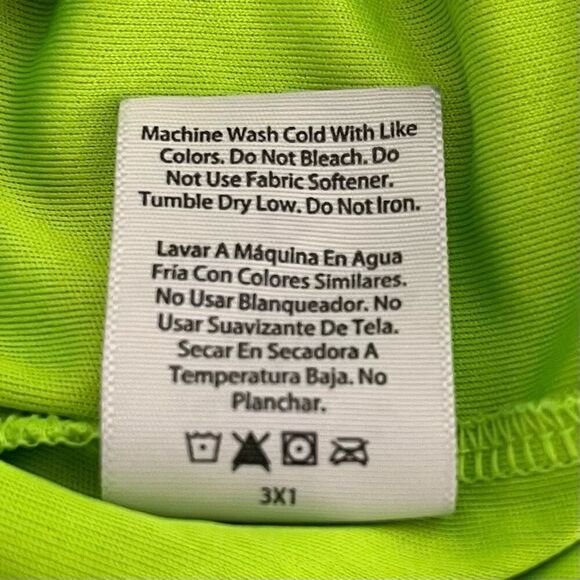 Machine Wash Cold With Like
Colors. Do Not Bleach. Do
Not Use Fabric Softener.
Tumble Dry Low. Do Not Iron.
Lavar A Máquina En Agua
Fría Con Colores Similares.
No Usar Blanqueador. No
Usar Suavizante De Tela.
Secar En Secadora A
Temperatura Baja. No
Planchar.
3X1